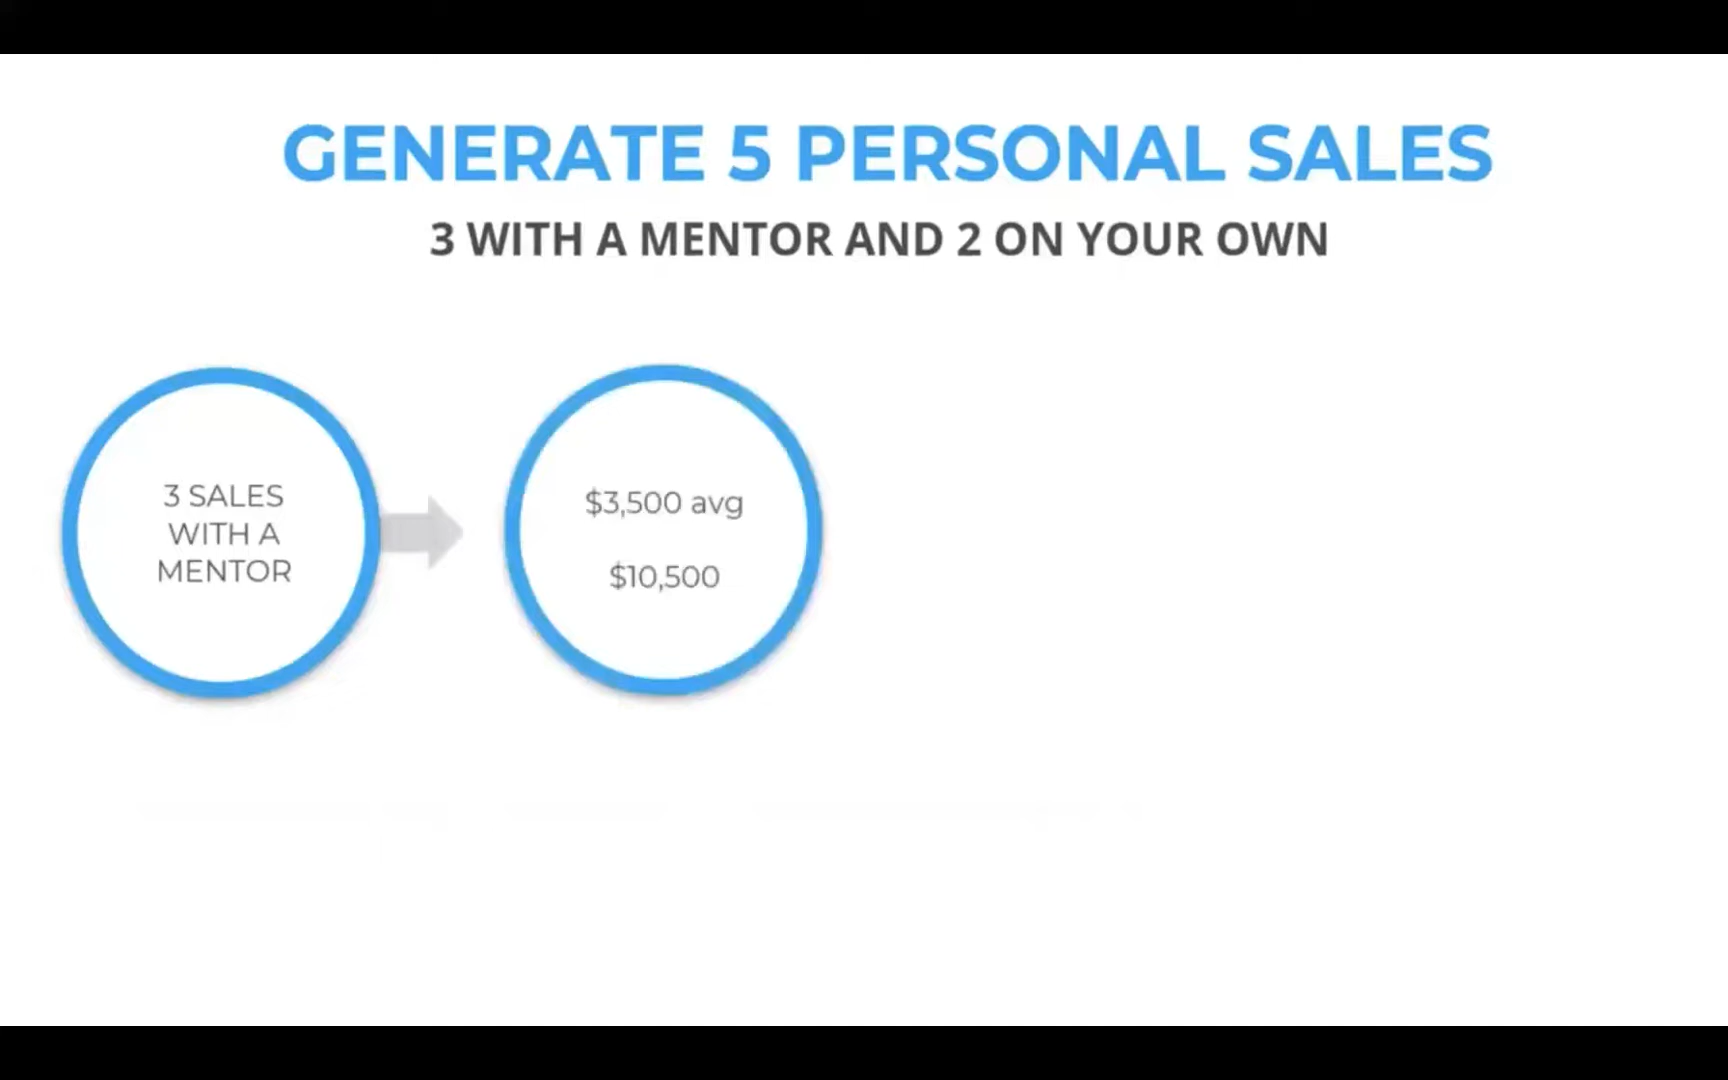 GENERATE 5 PERSONAL SALES
3 WITH A MENTOR AND 2 ON YOUR OWN
3 SALES
WITH A
MENTOR
$3,500 avg
$10,500